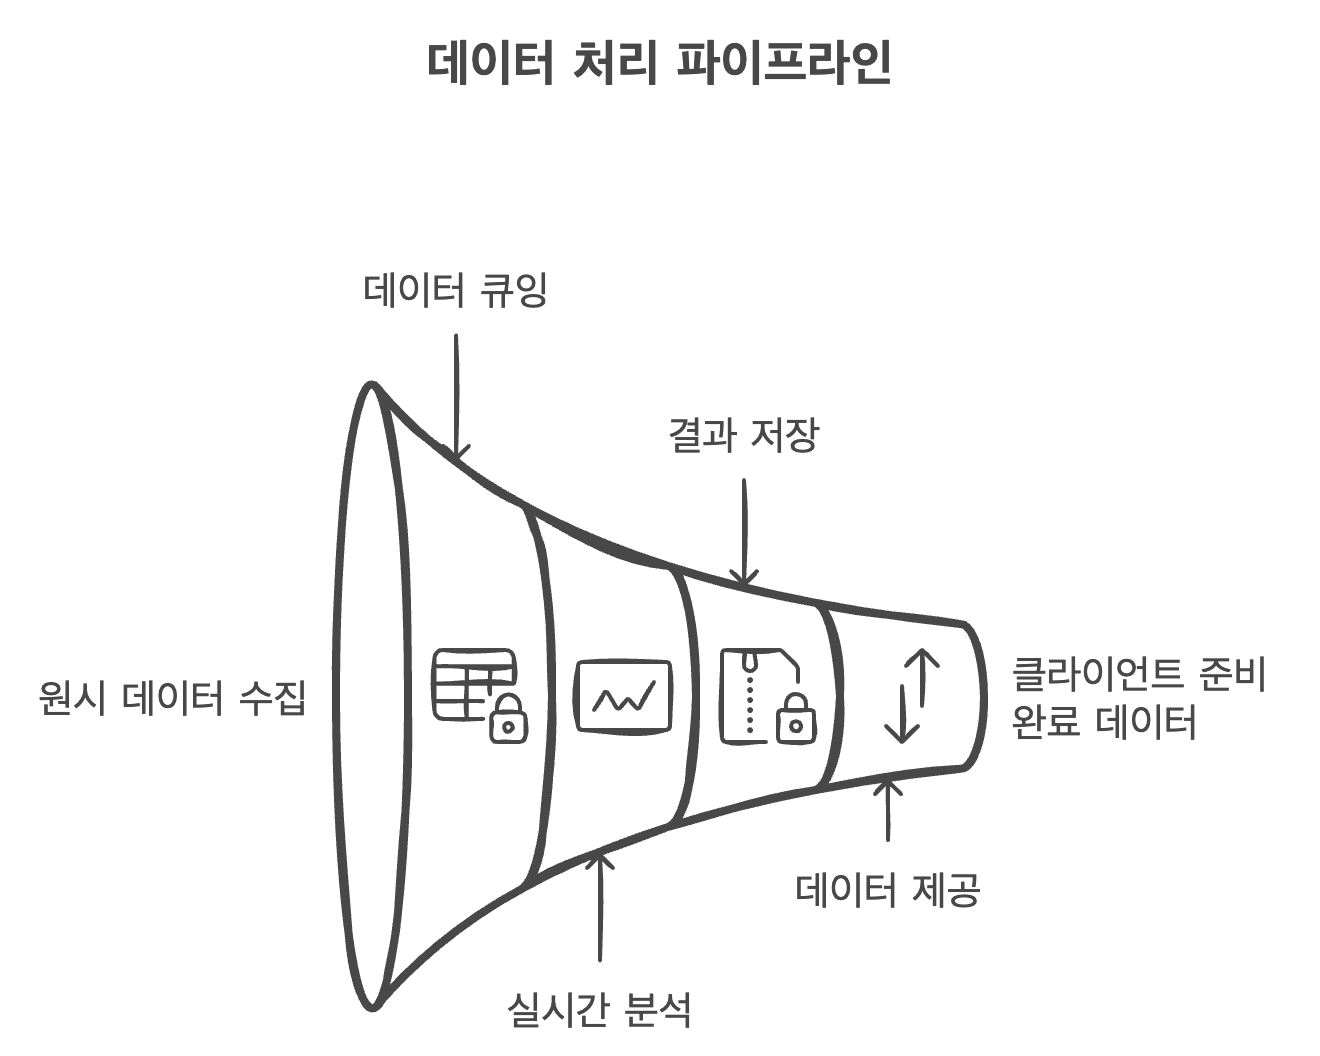 데이터 처리 파이프라인
데이터 큐잉
결과 저장
원시 데이터 수집
클라이언트 준비
완료 데이터
데이터 제공
실시간 분석